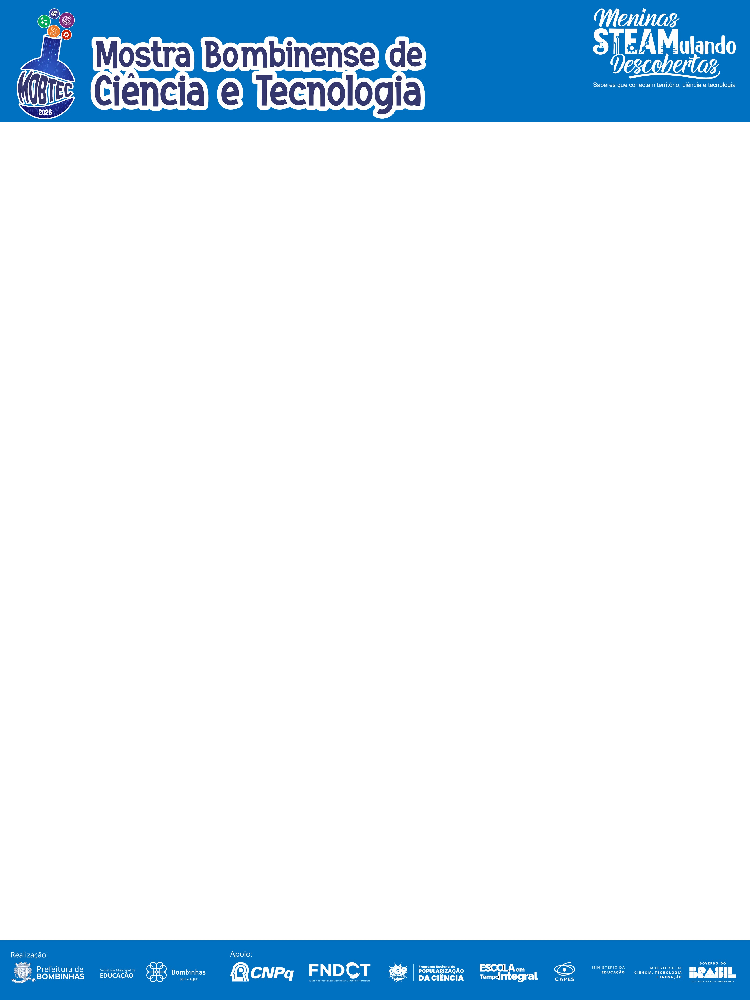 MOBTEC
2026
Mostra Bombinense de
Ciência e Tecnologia
Meninas
STEAMulando
Descobertas
Saberes que conectam território, ciência e tecnologia
Realização:
Prefeitura de
BOMBINHAS
Secretaria Municipal de
EDUCAÇÃO
Bombinhas
Bom é AQUI!
Apoio:
CNPq
FNDCT
Fundo Nacional de Desenvolvimento Científico e Tecnológico
POP
Ciência
Programa Nacional de
POPULARIZAÇÃO
DA CIÊNCIA
ESCOLA em
Tempo Integral
CAPES
MINISTÉRIO DA
EDUCAÇÃO
MINISTÉRIO DA
CIÊNCIA, TECNOLOGIA
E INOVAÇÃO
GOVERNO DO
BRASIL
DO LADO DO POVO BRASILEIRO